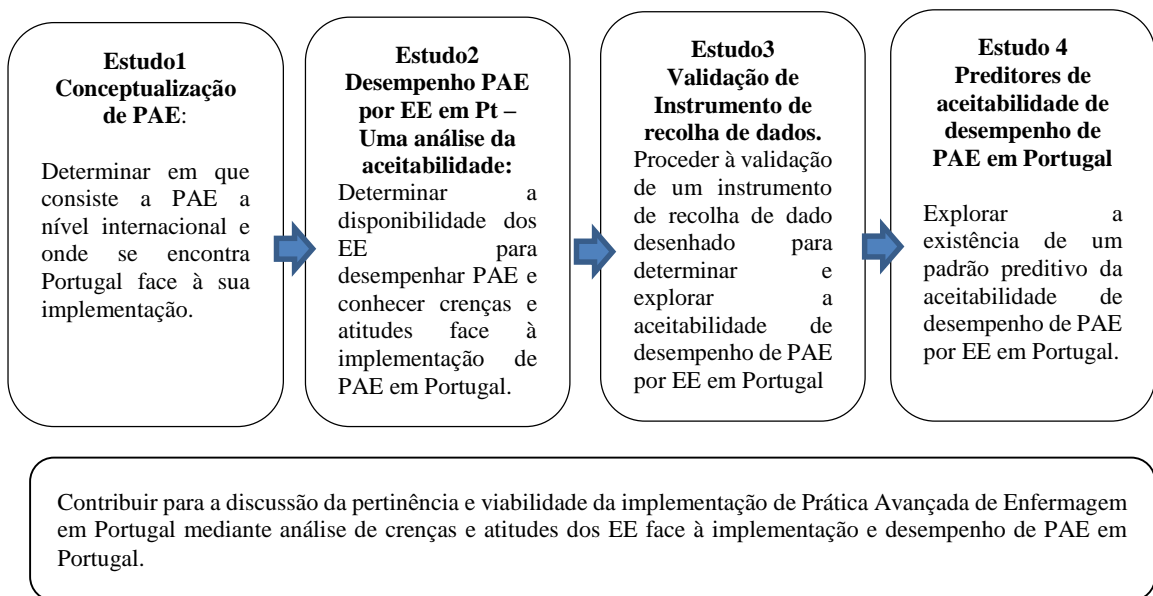 Estudo1
Conceptualização
de PAE:
Determinar em que
consiste a PAE a
nível internacional e
onde se encontra
Portugal face à sua
implementação.
Estudo2
Desempenho PAE
por EE em Pt –
Uma análise da
aceitabilidade:
Determinar a
disponibilidade dos
EE para
desempenhar PAE e
conhecer crenças e
atitudes face à
implementação de
PAE em Portugal.
Estudo3
Validação de
Instrumento de
recolha de dados.
Proceder à validação
de um instrumento
de recolha de dado
desenhado para
determinar e
explorar a
aceitabilidade de
desempenho de PAE
por EE em Portugal
Estudo 4
Preditores de
aceitabilidade de
desempenho de
PAE em Portugal
Explorar a
existência de um
padrão preditivo da
aceitabilidade de
desempenho de PAE
por EE em Portugal.
Contribuir para a discussão da pertinência e viabilidade da implementação de Prática Avançada de Enfermagem
em Portugal mediante análise de crenças e atitudes dos EE face à implementação e desempenho de PAE em
Portugal.